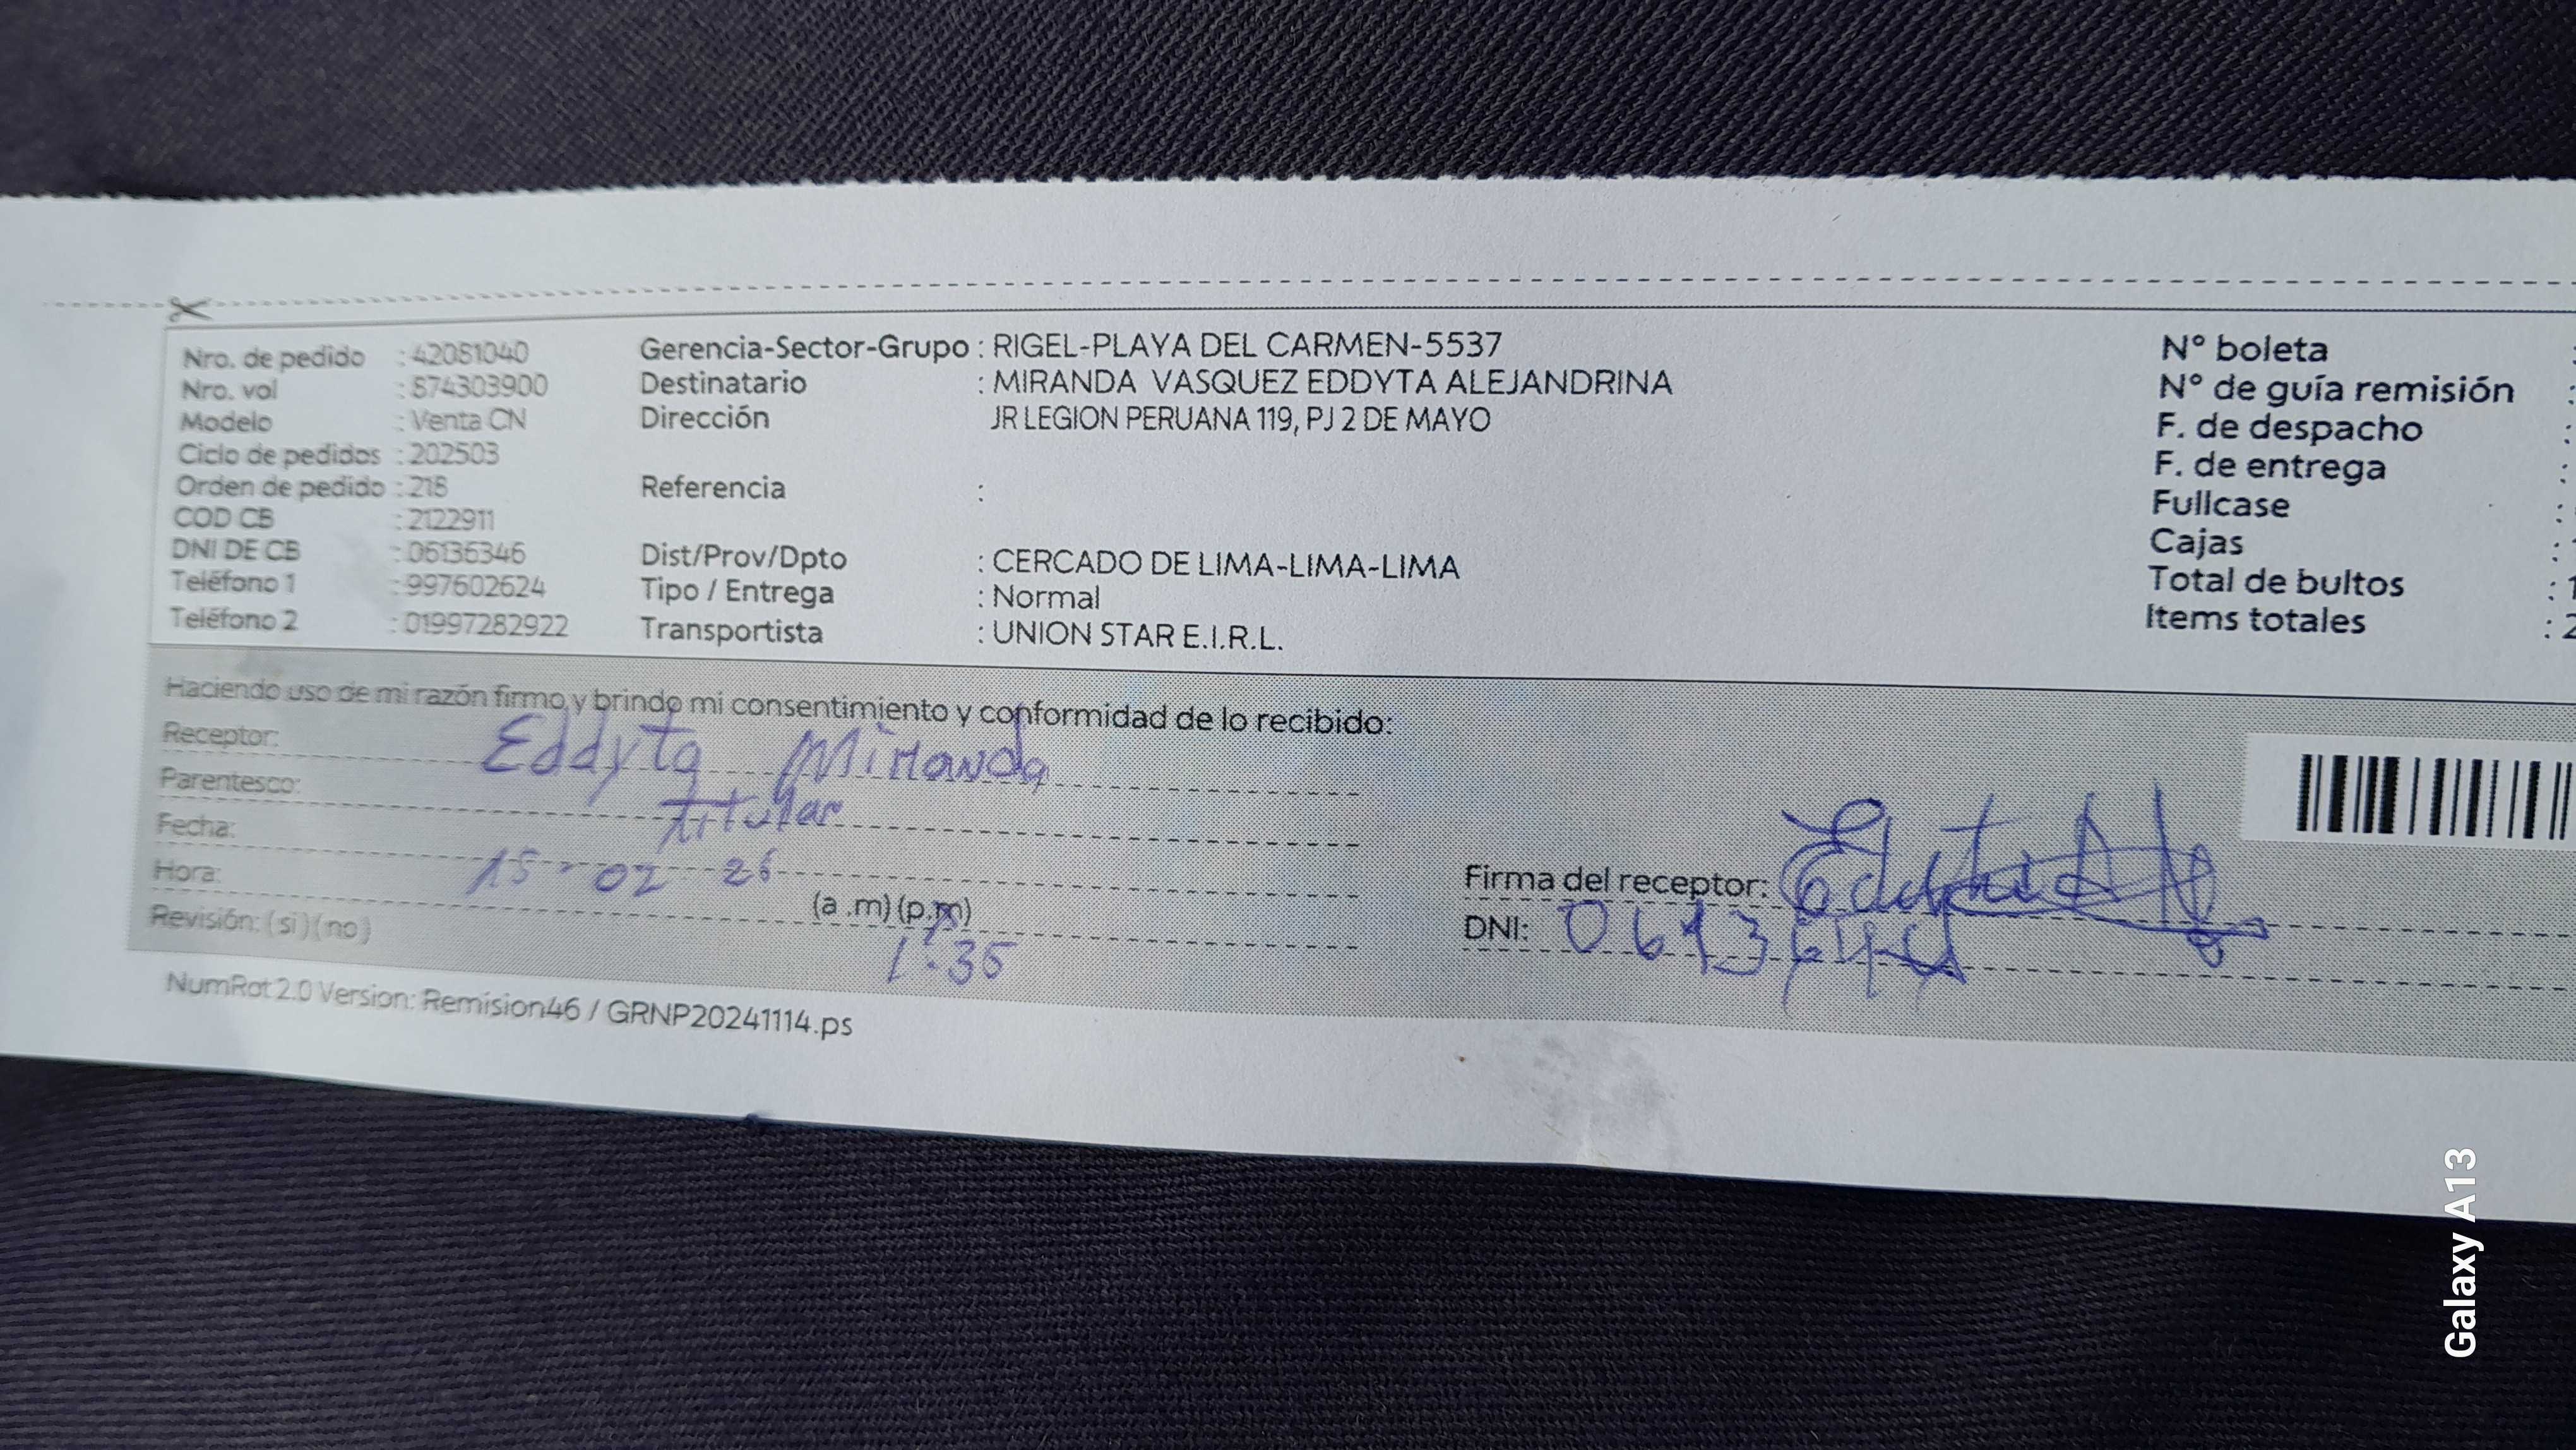 Nro. de pedido : 42081040
Nro. vol : 874303900
Modelo : Venta CN
Ciclo de pedidos : 202503
Orden de pedido : 218
COD CB : 2122911
DNI DE CB : 06136346
Teléfono 1 : 997602624
Teléfono 2 : 01997282922
Gerencia-Sector-Grupo : RIGEL-PLAYA DEL CARMEN-5537
Destinatario : MIRANDA VASQUEZ EDDYTA ALEJANDRINA
Dirección JR LEGION PERUANA 119, PJ 2 DE MAYO
Referencia :
Dist/Prov/Dpto : CERCADO DE LIMA-LIMA-LIMA
Tipo / Entrega : Normal
Transportista : UNION STAR E.I.R.L.
N° boleta
N° de guía remisión
F. de despacho
F. de entrega
Fullcase
Cajas
Total de bultos : 1
Items totales : 2
Haciendo uso de mi razón firmo y brindo mi consentimiento y conformidad de lo recibido:
Receptor: Eddyta Miranda
Parentesco: Titular
Fecha: 15-02 26
Hora: (a .m) (p.m)
1.35
Revisión: (si) (no)
Firma del receptor:
DNI:
NumRot 2.0 Version: Remision46 / GRNP20241114.ps
Galaxy A13